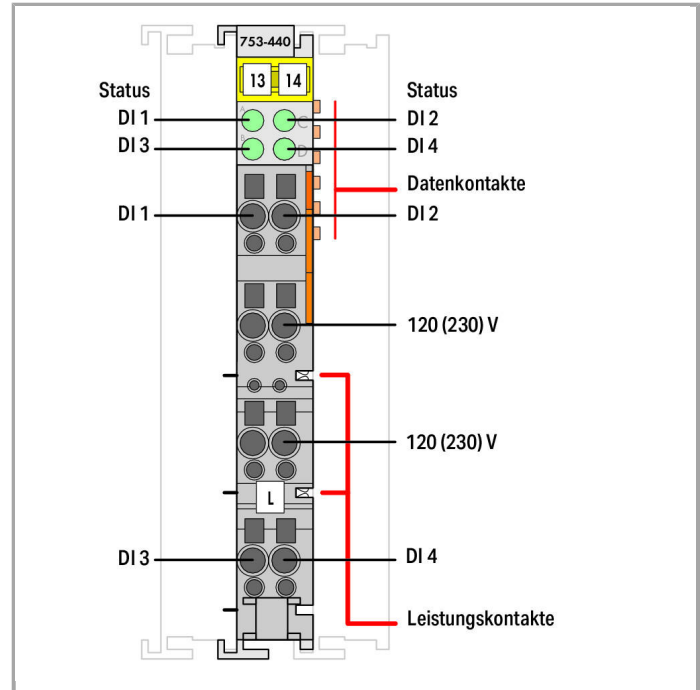 753-440
13 14
Status Status
A C
DI 1 DI 2
B D
DI 3 DI 4
Datenkontakte
DI 1 DI 2
120 (230) V
120 (230) V
L
DI 3 DI 4
Leistungskontakte